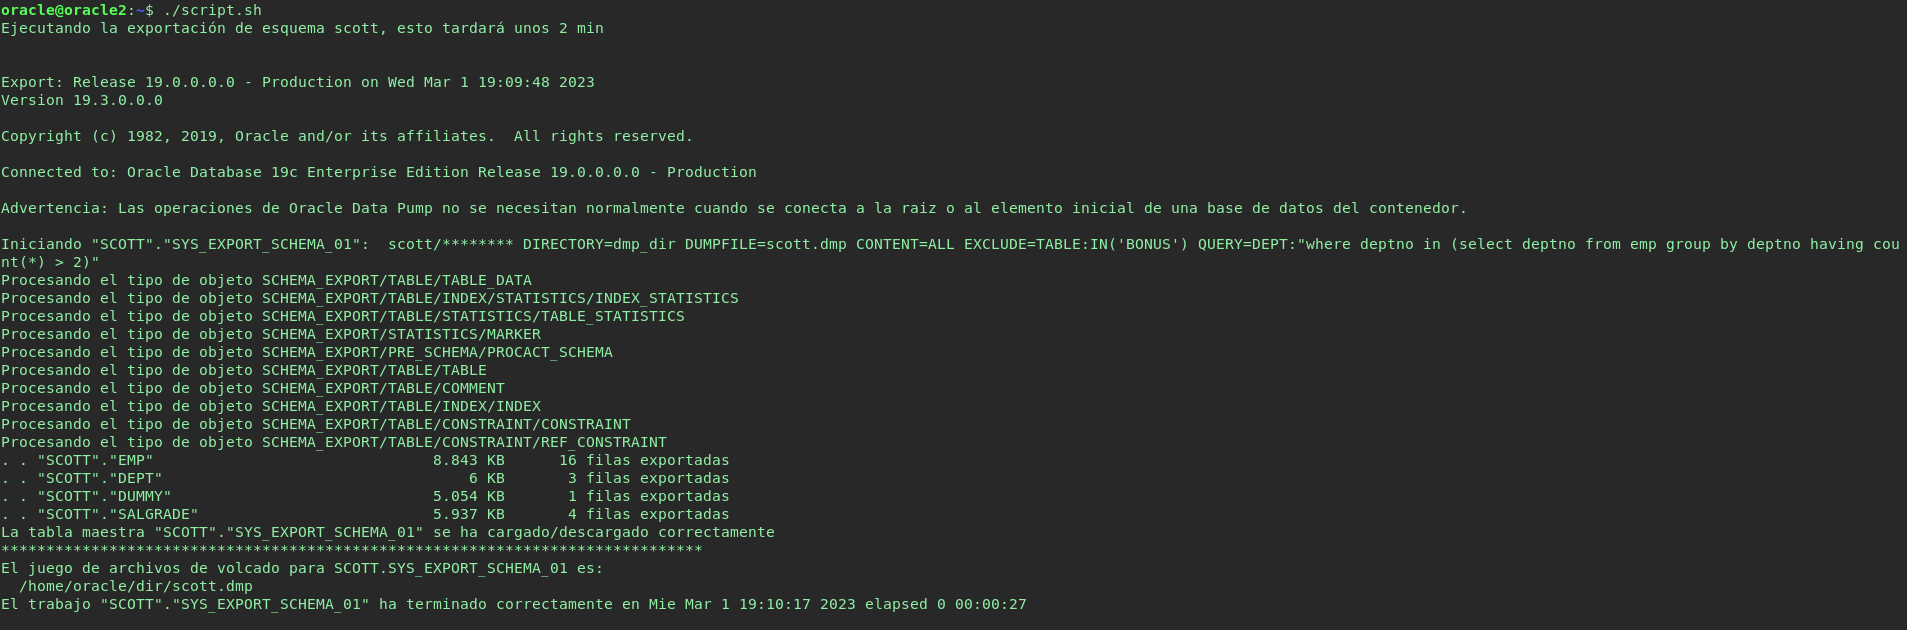 oracle@oracle2:~$ ./script.sh
Ejecutando la exportación de esquema scott, esto tardará unos 2 min
Export: Release 19.0.0.0.0 - Production on Wed Mar 1 19:09:48 2023
Version 19.3.0.0.0
Copyright (c) 1982, 2019, Oracle and/or its affiliates.  All rights reserved.
Connected to: Oracle Database 19c Enterprise Edition Release 19.0.0.0.0 - Production
Advertencia: Las operaciones de Oracle Data Pump no se necesitan normalmente cuando se conecta a la raiz o al elemento inicial de una base de datos del contenedor.
Iniciando "SCOTT"."SYS_EXPORT_SCHEMA_01":  scott/******** DIRECTORY=dmp_dir DUMPFILE=scott.dmp CONTENT=ALL EXCLUDE=TABLE:IN('BONUS') QUERY=DEPT:"where deptno in (select deptno from emp group by deptno having cou
nt(*) > 2)"
Procesando el tipo de objeto SCHEMA_EXPORT/TABLE/TABLE_DATA
Procesando el tipo de objeto SCHEMA_EXPORT/TABLE/INDEX/STATISTICS/INDEX_STATISTICS
Procesando el tipo de objeto SCHEMA_EXPORT/TABLE/STATISTICS/TABLE_STATISTICS
Procesando el tipo de objeto SCHEMA_EXPORT/STATISTICS/MARKER
Procesando el tipo de objeto SCHEMA_EXPORT/PRE_SCHEMA/PROCACT_SCHEMA
Procesando el tipo de objeto SCHEMA_EXPORT/TABLE/TABLE
Procesando el tipo de objeto SCHEMA_EXPORT/TABLE/COMMENT
Procesando el tipo de objeto SCHEMA_EXPORT/TABLE/INDEX/INDEX
Procesando el tipo de objeto SCHEMA_EXPORT/TABLE/CONSTRAINT/CONSTRAINT
Procesando el tipo de objeto SCHEMA_EXPORT/TABLE/CONSTRAINT/REF_CONSTRAINT
. . "SCOTT"."EMP"                               8.843 KB      16 filas exportadas
. . "SCOTT"."DEPT"                                  6 KB       3 filas exportadas
. . "SCOTT"."DUMMY"                             5.054 KB       1 filas exportadas
. . "SCOTT"."SALGRADE"                          5.937 KB       4 filas exportadas
La tabla maestra "SCOTT"."SYS_EXPORT_SCHEMA_01" se ha cargado/descargado correctamente
******************************************************************************
El juego de archivos de volcado para SCOTT.SYS_EXPORT_SCHEMA_01 es:
  /home/oracle/dir/scott.dmp
El trabajo "SCOTT"."SYS_EXPORT_SCHEMA_01" ha terminado correctamente en Mie Mar 1 19:10:17 2023 elapsed 0 00:00:27